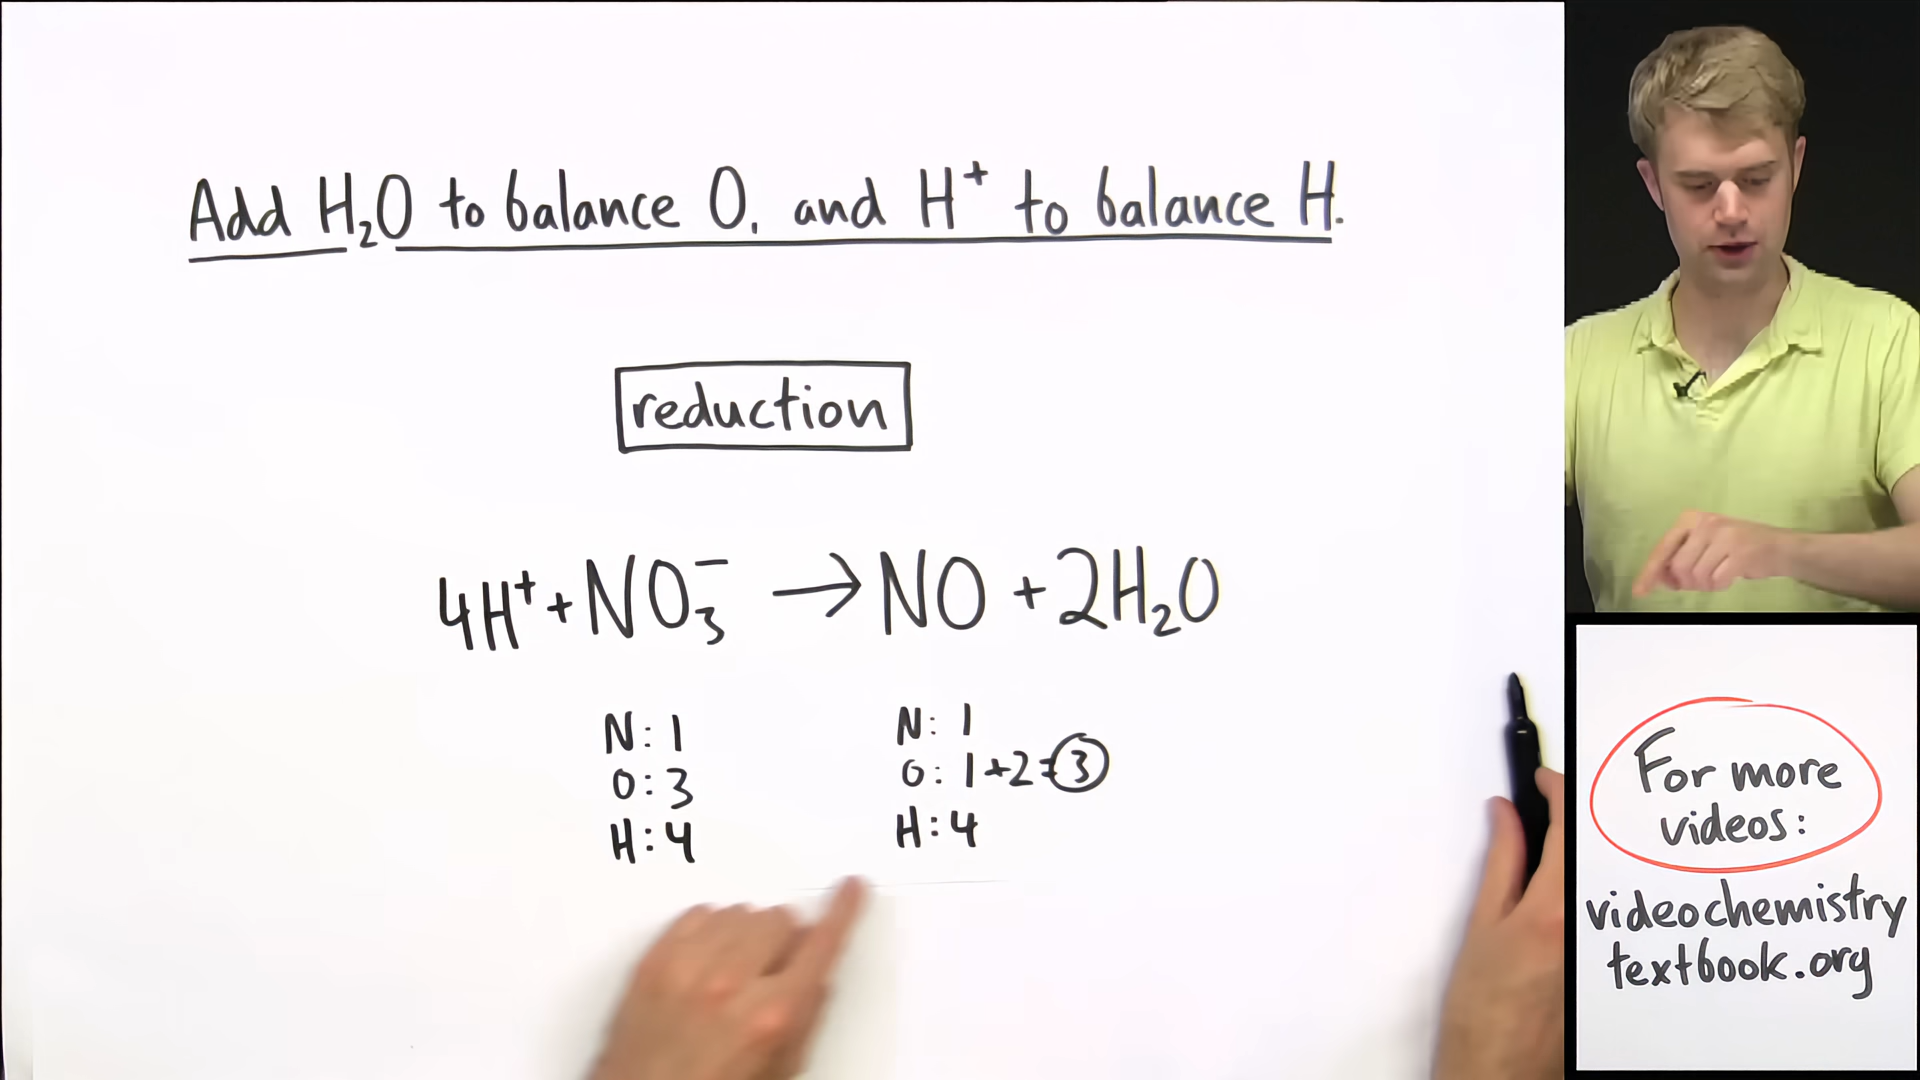 Add H₂O to balance O, and H⁺ to balance H.
reduction
4H⁺ + NO₃⁻ → NO + 2H₂O
N: 1
O: 3
H: 4
N: 1
O: 1+2=3
H: 4
For more
videos:
videochemistry
textbook.org